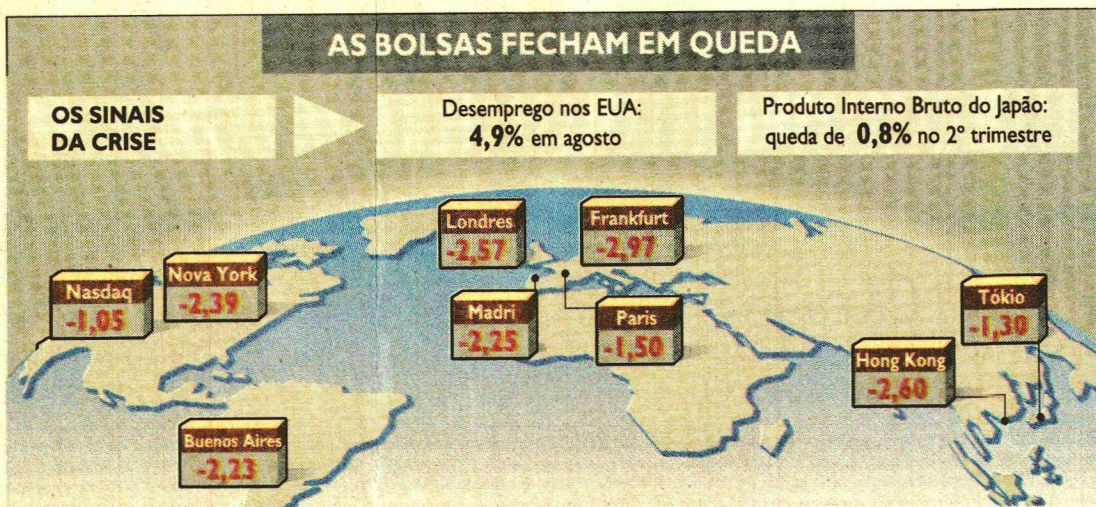 AS BOLSAS FECHAM EM QUEDA
OS SINAIS
DA CRISE
Desemprego nos EUA:
4,9% em agosto
Produto Interno Bruto do Japão:
queda de 0,8% no 2º trimestre
Nasdaq
-1,05
Nova York
-2,39
Buenos Aires
-2,23
Londres
-2,57
Frankfurt
-2,97
Madri
-2,25
Paris
-1,50
Hong Kong
-2,60
Tókio
-1,30